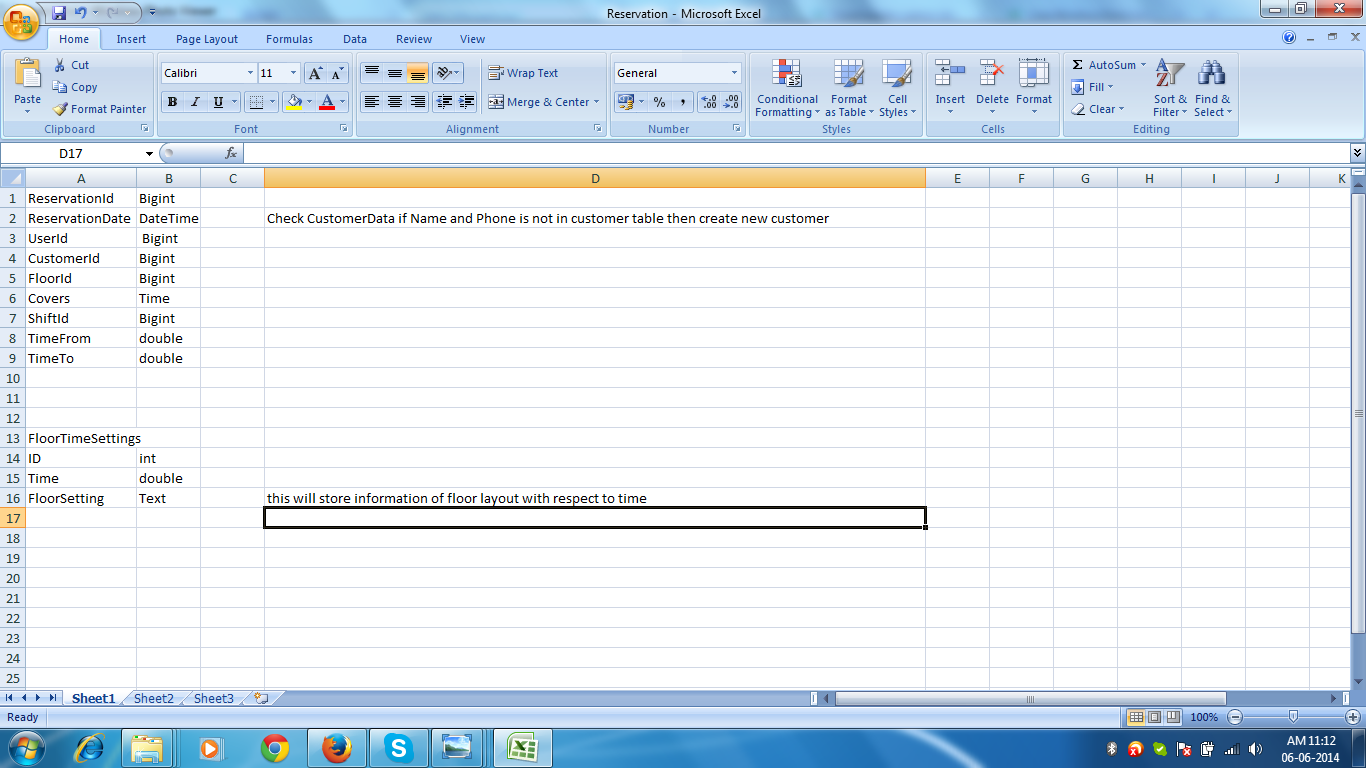 Reservation - Microsoft Excel
Home Insert Page Layout Formulas Data Review View
Paste
Cut
Copy
Format Painter
Clipboard
Calibri 11
B I U
Font
Wrap Text
Merge & Center
Alignment
General
% ,
Number
Conditional Formatting
Format as Table
Cell Styles
Styles
Insert Delete Format
Cells
Σ AutoSum
Fill
Clear
Sort & Filter
Find & Select
Editing
D17 fx
A B C D E F G H I J K
1 ReservationId Bigint
2 ReservationDate DateTime Check CustomerData if Name and Phone is not in customer table then create new customer
3 UserId Bigint
4 CustomerId Bigint
5 FloorId Bigint
6 Covers Time
7 ShiftId Bigint
8 TimeFrom double
9 TimeTo double
10
11
12
13 FloorTimeSettings
14 ID int
15 Time double
16 FloorSetting Text this will store information of floor layout with respect to time
17
18
19
20
21
22
23
24
25
Sheet1 Sheet2 Sheet3
Ready 100%
AM 11:12
06-06-2014